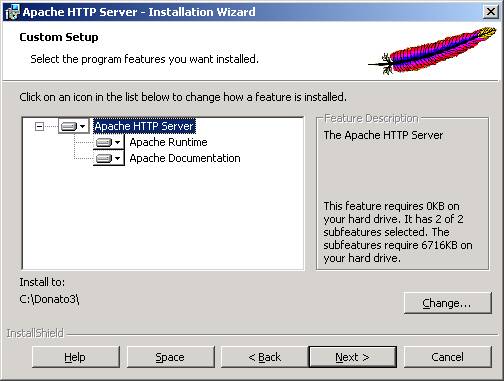 Apache HTTP Server - Installation Wizard
Custom Setup
Select the program features you want installed.
Click on an icon in the list below to change how a feature is installed.
Apache HTTP Server
Apache Runtime
Apache Documentation
Feature Description
The Apache HTTP Server
This feature requires 0KB on
your hard drive. It has 2 of 2
subfeatures selected. The
subfeatures require 6716KB on
your hard drive.
Install to:
C:\Donato3\
Change...
InstallShield
Help
Space
< Back
Next >
Cancel